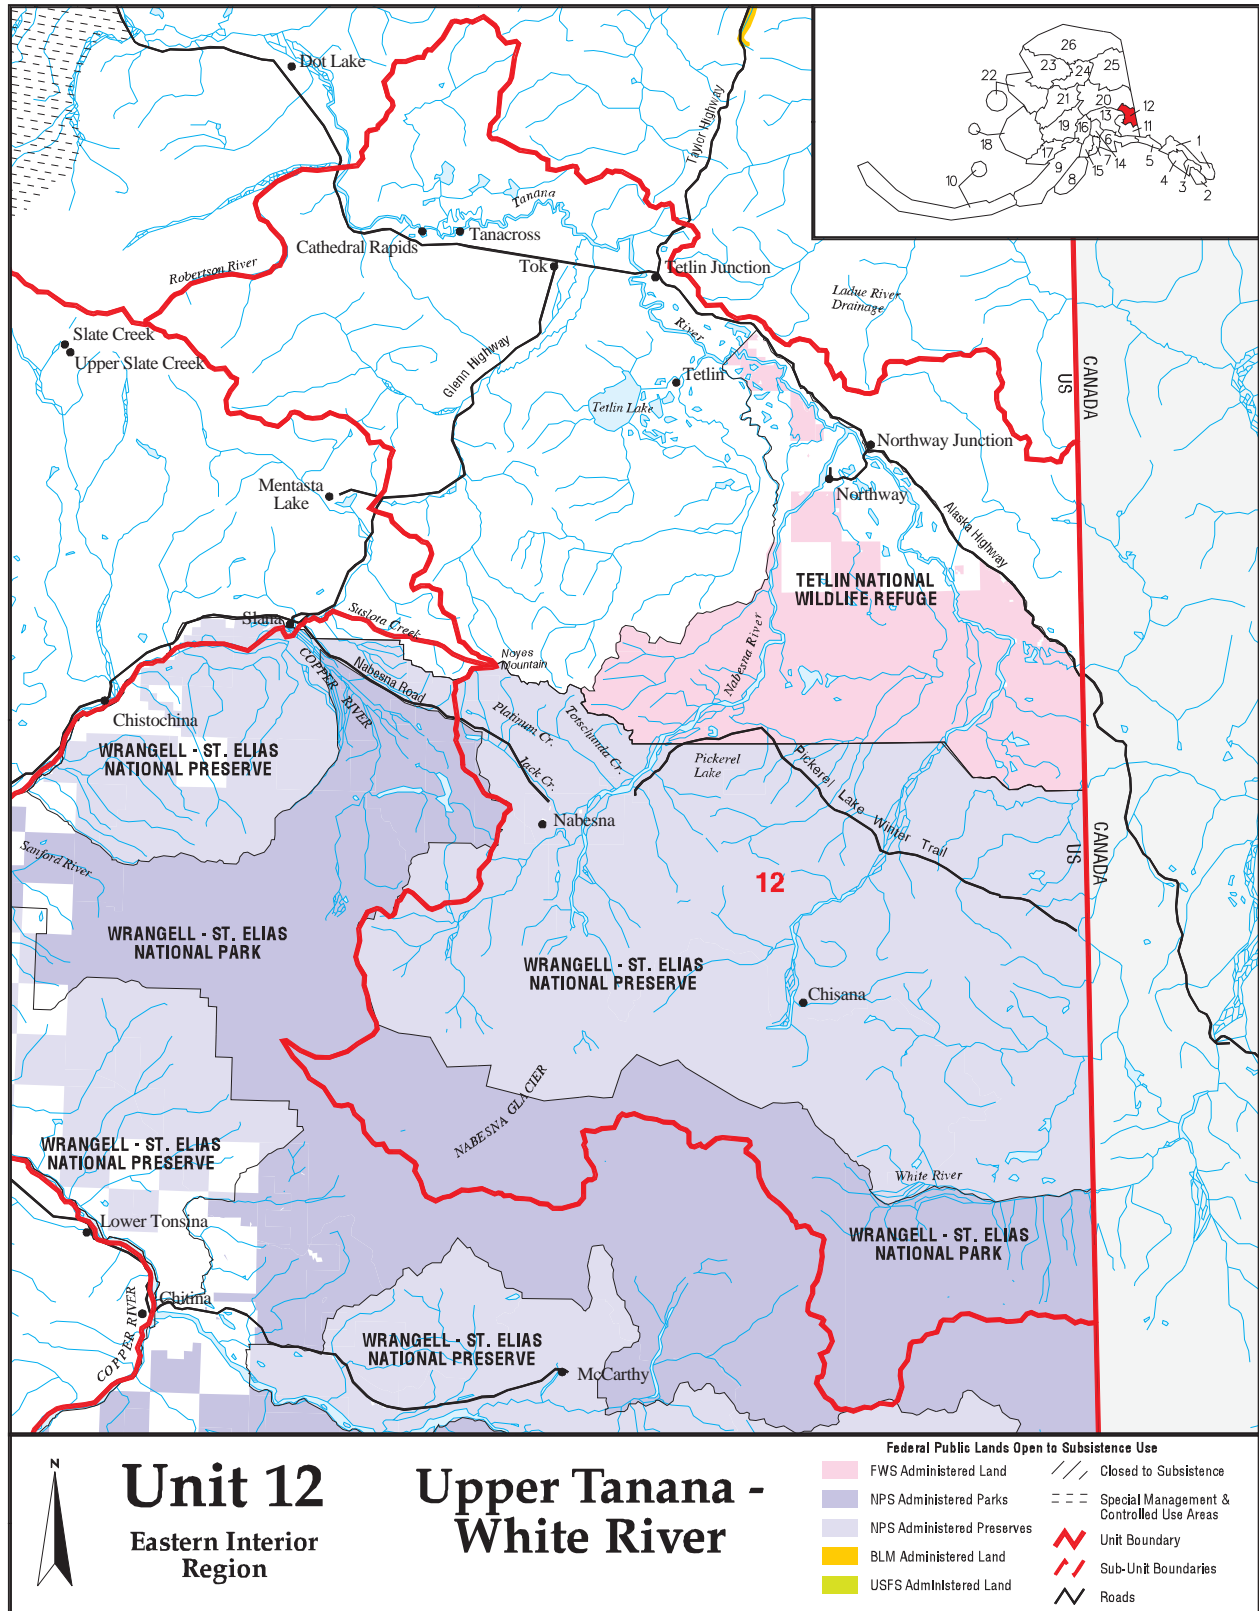 Dot Lake
Taylor Highway
26
23
24
25
22
21
20
12
13
19
16
11
18
6
1
17
7
14
5
15
9
4
3
10
8
2
Tanana
Cathedral Rapids
Tanacross
Robertson River
Tok
Tetlin Junction
Ladue River
Drainage
River
Slate Creek
Upper Slate Creek
Glenn Highway
Tetlin
Tetlin Lake
CANADA
US
Northway Junction
Mentasta
Lake
Northway
Alaska Highway
TETLIN NATIONAL
WILDLIFE REFUGE
Slana
Suslota Creek
Noyes
Mountain
Nabesna River
COPPER RIVER
Nabesna Road
Platinum Cr.
Totschunda Cr.
Chistochina
WRANGELL - ST. ELIAS
NATIONAL PRESERVE
Jack Cr.
Pickerel
Lake
Pickerel Lake Winter Trail
Nabesna
CANADA
US
Sanford River
12
WRANGELL - ST. ELIAS
NATIONAL PARK
WRANGELL - ST. ELIAS
NATIONAL PRESERVE
Chisana
NABESNA GLACIER
WRANGELL - ST. ELIAS
NATIONAL PRESERVE
White River
Lower Tonsina
WRANGELL - ST. ELIAS
NATIONAL PARK
COPPER RIVER
Chitina
WRANGELL - ST. ELIAS
NATIONAL PRESERVE
McCarthy
N
Unit 12
Eastern Interior
Region
Upper Tanana -
White River
Federal Public Lands Open to Subsistence Use
FWS Administered Land
NPS Administered Parks
NPS Administered Preserves
BLM Administered Land
USFS Administered Land
Closed to Subsistence
Special Management &
Controlled Use Areas
Unit Boundary
Sub-Unit Boundaries
Roads